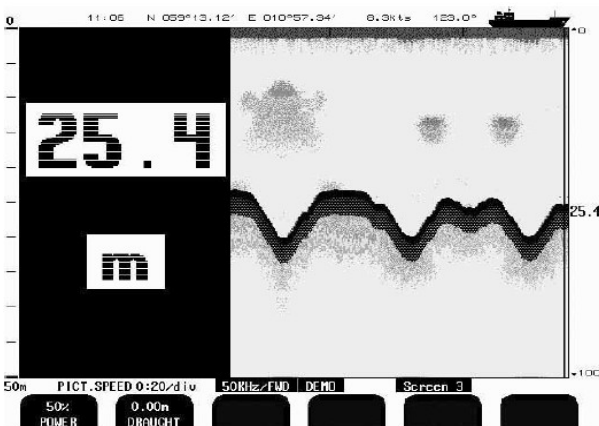 0 11:06 N 059°13.12' E 010°57.34' 8.3kts 123.0° 0
25.4
m
25.4
100
50m PICT.SPEED 0:20/div 50KHz/FWD DEMO Screen 3
50% POWER
0.00m DRAUGHT